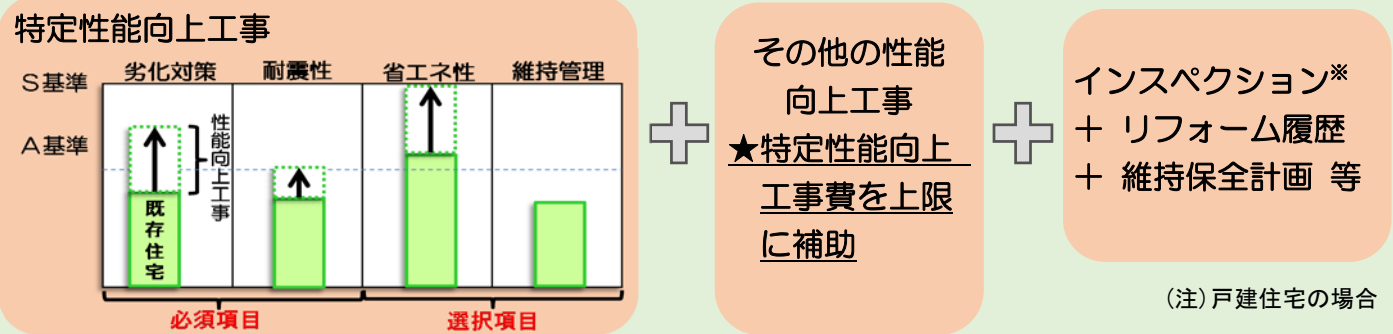 特定性能向上工事
劣化対策 耐震性 省エネ性 維持管理
S基準
A基準
性能向上工事
既存住宅
必須項目 選択項目
その他の性能
向上工事
★特定性能向上
工事費を上限
に補助
インスペクション※
＋ リフォーム履歴
＋ 維持保全計画 等
（注）戸建住宅の場合